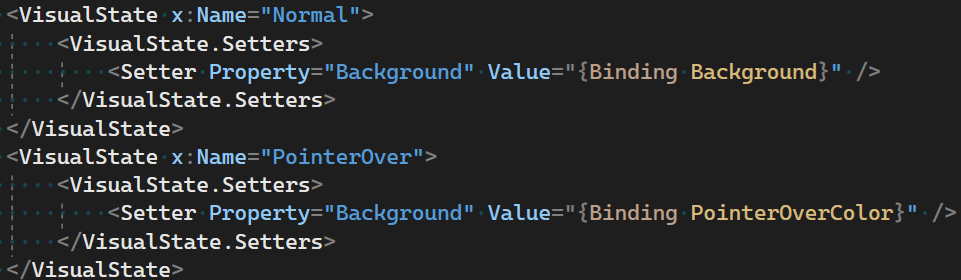 <VisualState x:Name="Normal">
    <VisualState.Setters>
        <Setter Property="Background" Value="{Binding Background}" />
    </VisualState.Setters>
</VisualState>
<VisualState x:Name="PointerOver">
    <VisualState.Setters>
        <Setter Property="Background" Value="{Binding PointerOverColor}" />
    </VisualState.Setters>
</VisualState>